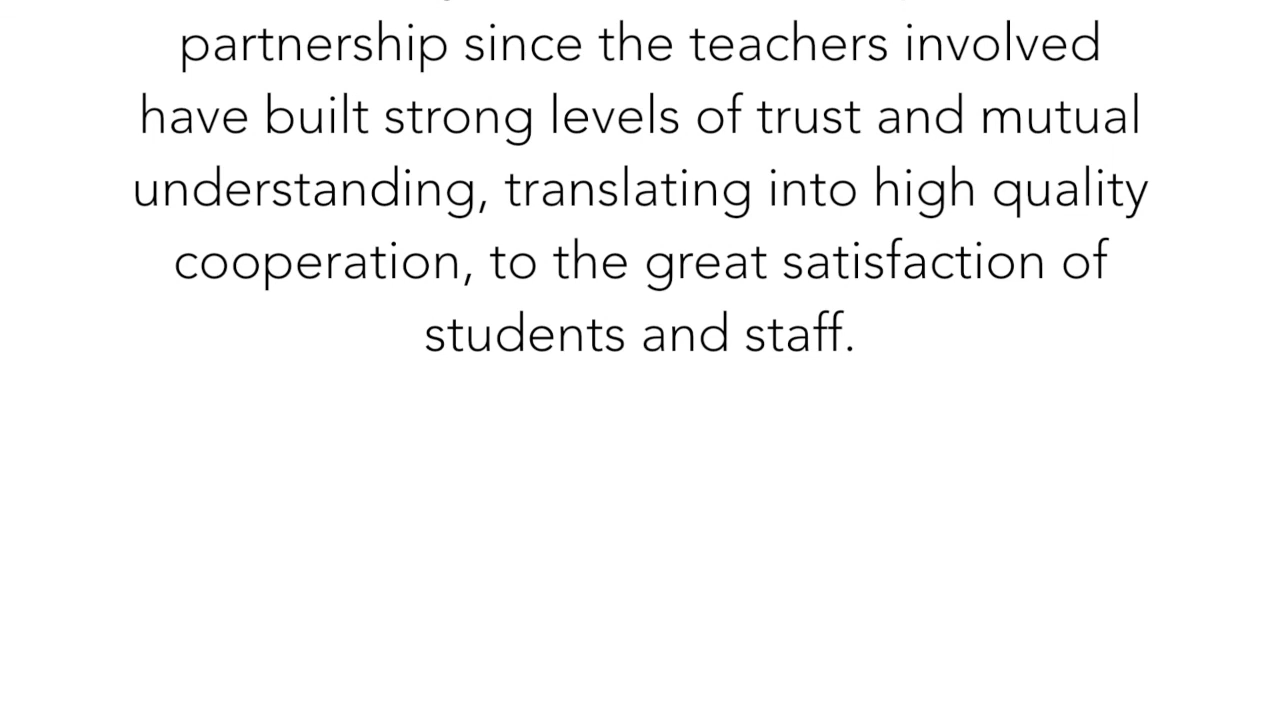 partnership since the teachers involved
have built strong levels of trust and mutual
understanding, translating into high quality
cooperation, to the great satisfaction of
students and staff.